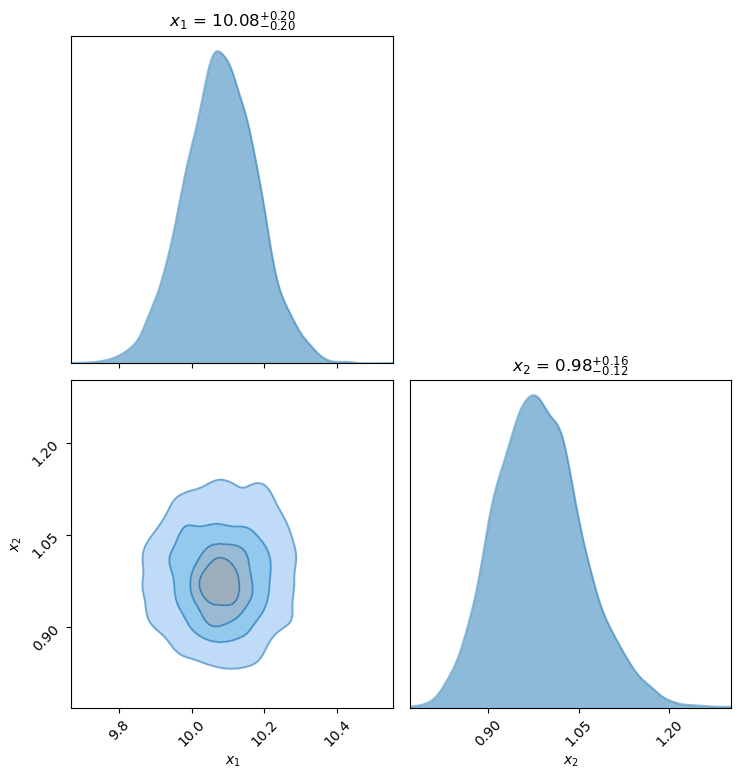 x₁ = 10.08⁺⁰·²⁰₋₀.₂₀
x₂ = 0.98⁺⁰·¹⁶₋₀.₁₂
1.20
1.05
0.90
x₂
9.8
10.0
10.2
10.4
x₁
0.90
1.05
1.20
x₂